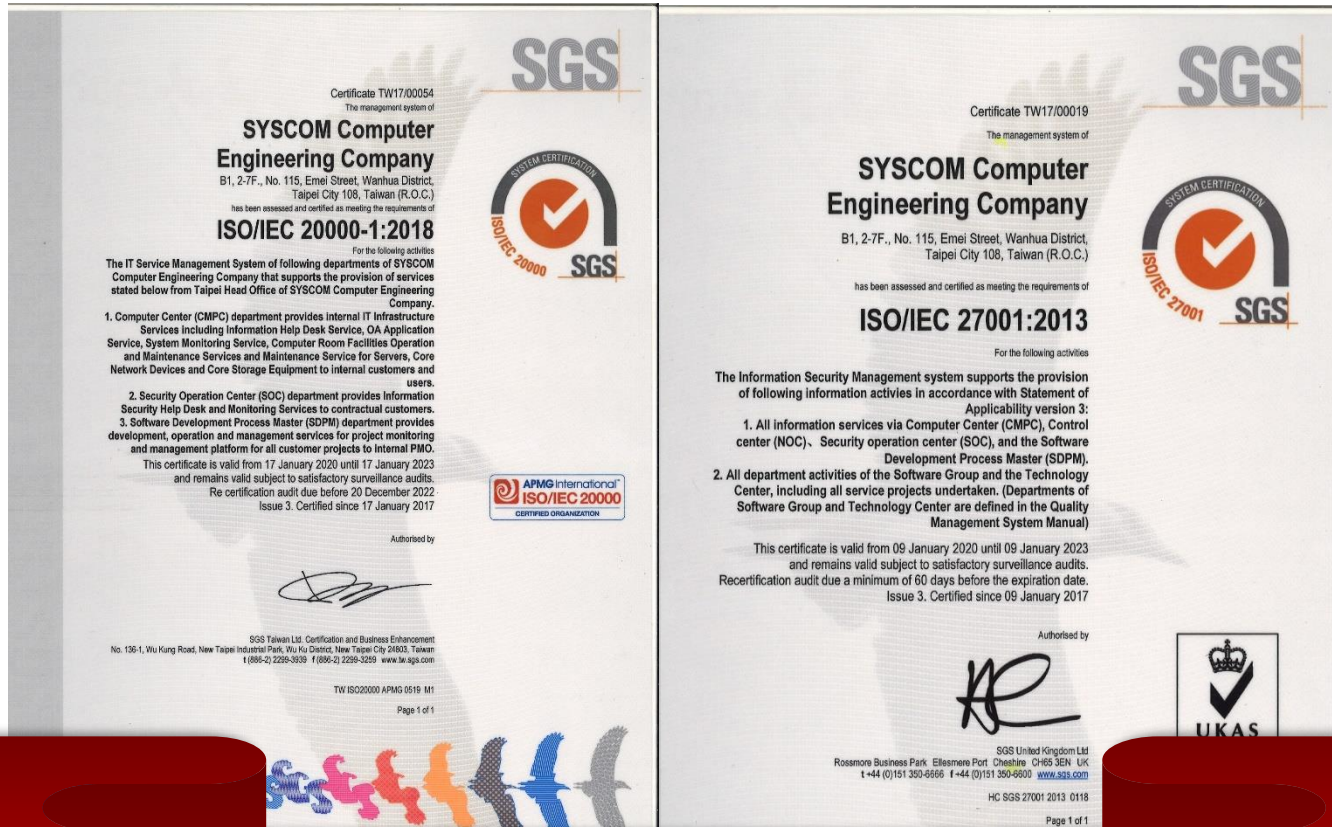 SGS
Certificate TW17/00054
The management system of
SYSCOM Computer
Engineering Company
B1, 2-7F., No. 115, Emei Street, Wanhua District,
Taipei City 108, Taiwan (R.O.C.)
has been assessed and certified as meeting the requirements of
ISO/IEC 20000-1:2018
For the following activities
The IT Service Management System of following departments of SYSCOM
Computer Engineering Company that supports the provision of services
stated below from Taipei Head Office of SYSCOM Computer Engineering
Company.
1. Computer Center (CMPC) department provides internal IT Infrastructure
Services including Information Help Desk Service, OA Application
Service, System Monitoring Service, Computer Room Facilities Operation
and Maintenance Services and Maintenance Service for Servers, Core
Network Devices and Core Storage Equipment to internal customers and
users.
2. Security Operation Center (SOC) department provides Information
Security Help Desk and Monitoring Services to contractual customers.
3. Software Development Process Master (SDPM) department provides
development, operation and management services for project monitoring
and management platform for all customer projects to internal PMO.
This certificate is valid from 17 January 2020 until 17 January 2023
and remains valid subject to satisfactory surveillance audits.
Re certification audit due before 20 December 2022
Issue 3. Certified since 17 January 2017
Authorised by
SGS Taiwan Ltd. Certification and Business Enhancement
No. 136-1, Wu Kung Road, New Taipei Industrial Park, Wu Ku District, New Taipei City 24803, Taiwan
t (886-2) 2299-3939 f (886-2) 2299-3259 www.tw.sgs.com
TW ISO20000 APMG 0519 M1
Page 1 of 1
SYSTEM CERTIFICATION
ISO/IEC 20000
SGS
APMG International
ISO/IEC 20000
CERTIFIED ORGANIZATION
SGS
Certificate TW17/00019
The management system of
SYSCOM Computer
Engineering Company
B1, 2-7F., No. 115, Emei Street, Wanhua District,
Taipei City 108, Taiwan (R.O.C.)
has been assessed and certified as meeting the requirements of
ISO/IEC 27001:2013
For the following activities
The Information Security Management system supports the provision
of following information activies in accordance with Statement of
Applicability version 3:
1. All information services via Computer Center (CMPC), Control
center (NOC)、Security operation center (SOC), and the Software
Development Process Master (SDPM).
2. All department activities of the Software Group and the Technology
Center, including all service projects undertaken. (Departments of
Software Group and Technology Center are defined in the Quality
Management System Manual)
This certificate is valid from 09 January 2020 until 09 January 2023
and remains valid subject to satisfactory surveillance audits.
Recertification audit due a minimum of 60 days before the expiration date.
Issue 3. Certified since 09 January 2017
Authorised by
SGS United Kingdom Ltd
Rossmore Business Park Ellesmere Port Cheshire CH65 3EN UK
t +44 (0)151 350-6666 f +44 (0)151 350-6600 www.sgs.com
HC SGS 27001 2013 0118
Page 1 of 1
SYSTEM CERTIFICATION
ISO/IEC 27001
SGS
UKAS